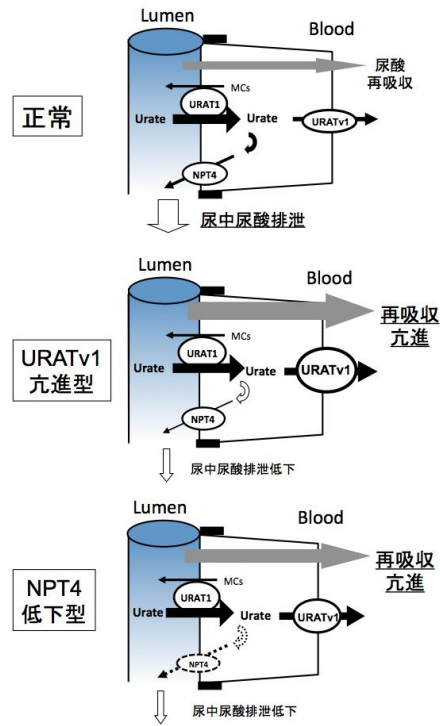 Lumen
Blood
尿酸
再吸収
MCs
URAT1
Urate
Urate
URATv1
正常
NPT4
尿中尿酸排泄
Lumen
Blood
再吸収
亢進
MCs
URAT1
Urate
Urate
URATv1
URATv1
亢進型
NPT4
尿中尿酸排泄低下
Lumen
Blood
再吸収
亢進
MCs
URAT1
Urate
Urate
URATv1
NPT4
低下型
NPT4
尿中尿酸排泄低下